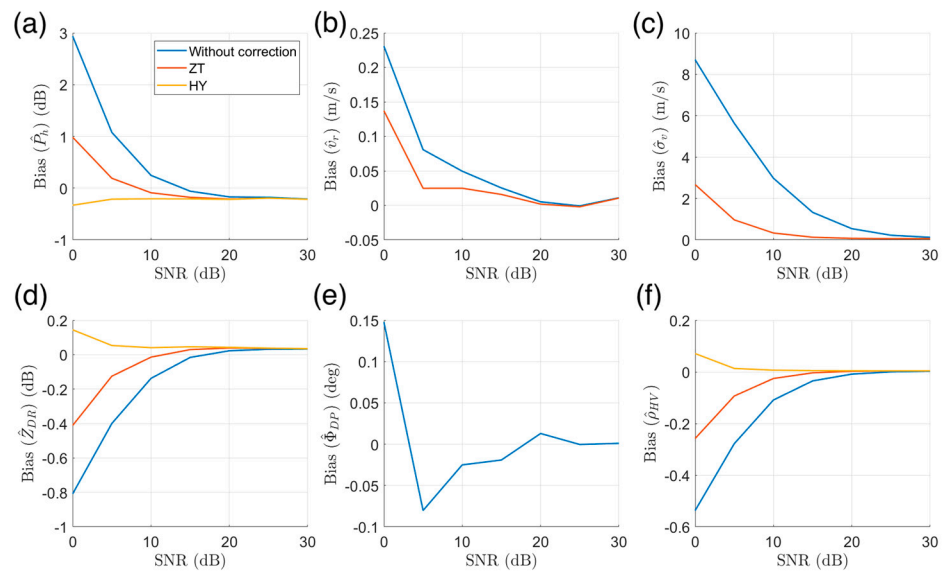 (a)
3
2
1
0
-1
Bias (P̂h) (dB)
Without correction
ZT
HY
0 10 20 30
SNR (dB)
(b)
0.25
0.2
0.15
0.1
0.05
0
-0.05
Bias (v̂r) (m/s)
0 10 20 30
SNR (dB)
(c)
10
8
6
4
2
0
Bias (σ̂v) (m/s)
0 10 20 30
SNR (dB)
(d)
0.2
0
-0.2
-0.4
-0.6
-0.8
-1
Bias (ẐDR) (dB)
0 10 20 30
SNR (dB)
(e)
0.15
0.1
0.05
0
-0.05
-0.1
Bias (Φ̂DP) (deg)
0 10 20 30
SNR (dB)
(f)
0.2
0
-0.2
-0.4
-0.6
Bias (ρ̂HV)
0 10 20 30
SNR (dB)